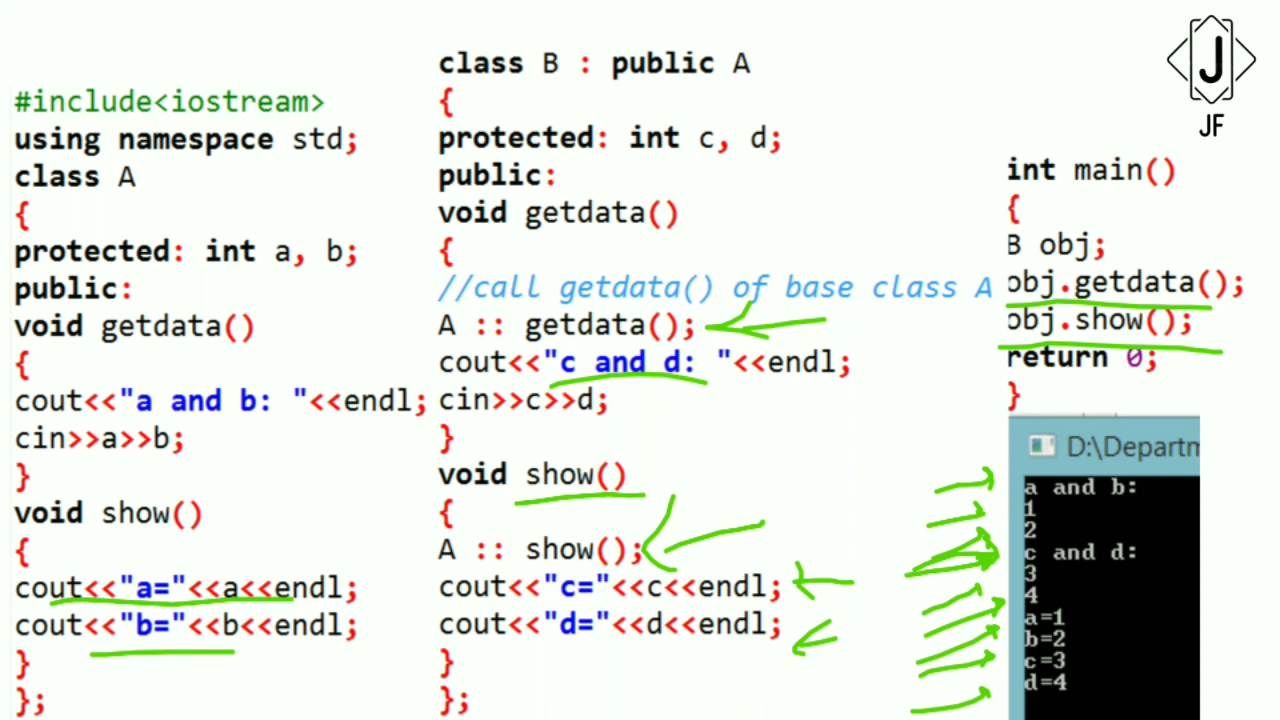 #include<iostream>
using namespace std;
class A
{
protected: int a, b;
public:
void getdata()
{
cout<<"a and b: "<<endl;
cin>>a>>b;
}
void show()
{
cout<<"a="<<a<<endl;
cout<<"b="<<b<<endl;
}
};
class B : public A
{
protected: int c, d;
public:
void getdata()
{
//call getdata() of base class A
A :: getdata();
cout<<"c and d: "<<endl;
cin>>c>>d;
}
void show()
{
A :: show();
cout<<"c="<<c<<endl;
cout<<"d="<<d<<endl;
}
};
J
JF
int main()
{
B obj;
obj.getdata();
obj.show();
return 0;
}
D:\Departm
a and b:
1
2
c and d:
3
4
a=1
b=2
c=3
d=4